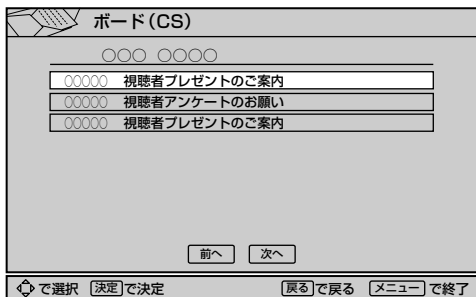 ボード（CS）
○○○ ○○○○
○○○○○ 視聴者プレゼントのご案内
○○○○○ 視聴者アンケートのお願い
○○○○○ 視聴者プレゼントのご案内
前へ 次へ
で選択 決定で決定 戻るで戻る メニューで終了